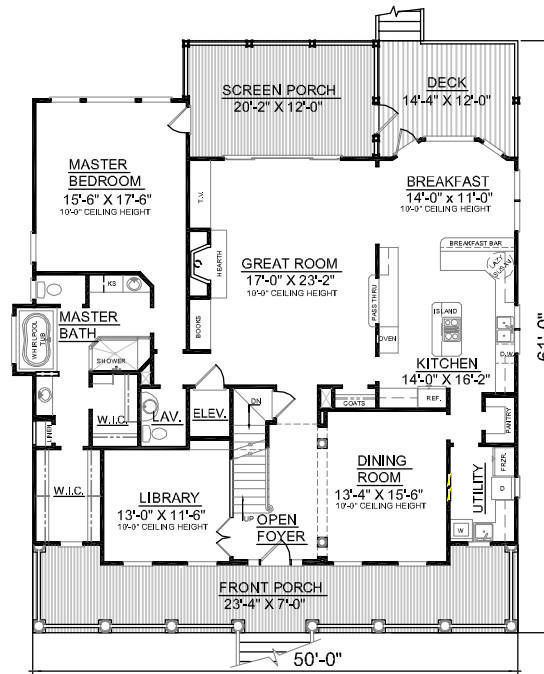 SCREEN PORCH
20'-2" X 12'-0"
DECK
14'-4" X 12'-0"
MASTER
BEDROOM
15'-6" X 17'-6"
10'-0" CEILING HEIGHT
T.V.
BREAKFAST
14'-0" X 11'-0"
10'-0" CEILING HEIGHT
BREAKFAST BAR
LAZY
SUSAN
GREAT ROOM
17'-0" X 23'-2"
10'-0" CEILING HEIGHT
HEARTH
PASS THRU
KS
MASTER
BATH
WHIRLPOOL
TUB
SHOWER
BOOKS
ISLAND
OVEN
D.W.
KITCHEN
14'-0" X 16'-2"
61'-0"
W.I.C.
LAV.
ELEV.
DN
COATS
REF.
PANTRY
LINEN
W.I.C.
LIBRARY
13'-0" X 11'-6"
10'-0" CEILING HEIGHT
UP
OPEN
FOYER
DINING
ROOM
13'-4" X 15'-6"
10'-0" CEILING HEIGHT
UTILITY
FRZR.
D
W
FRONT PORCH
23'-4" X 7'-0"
50'-0"